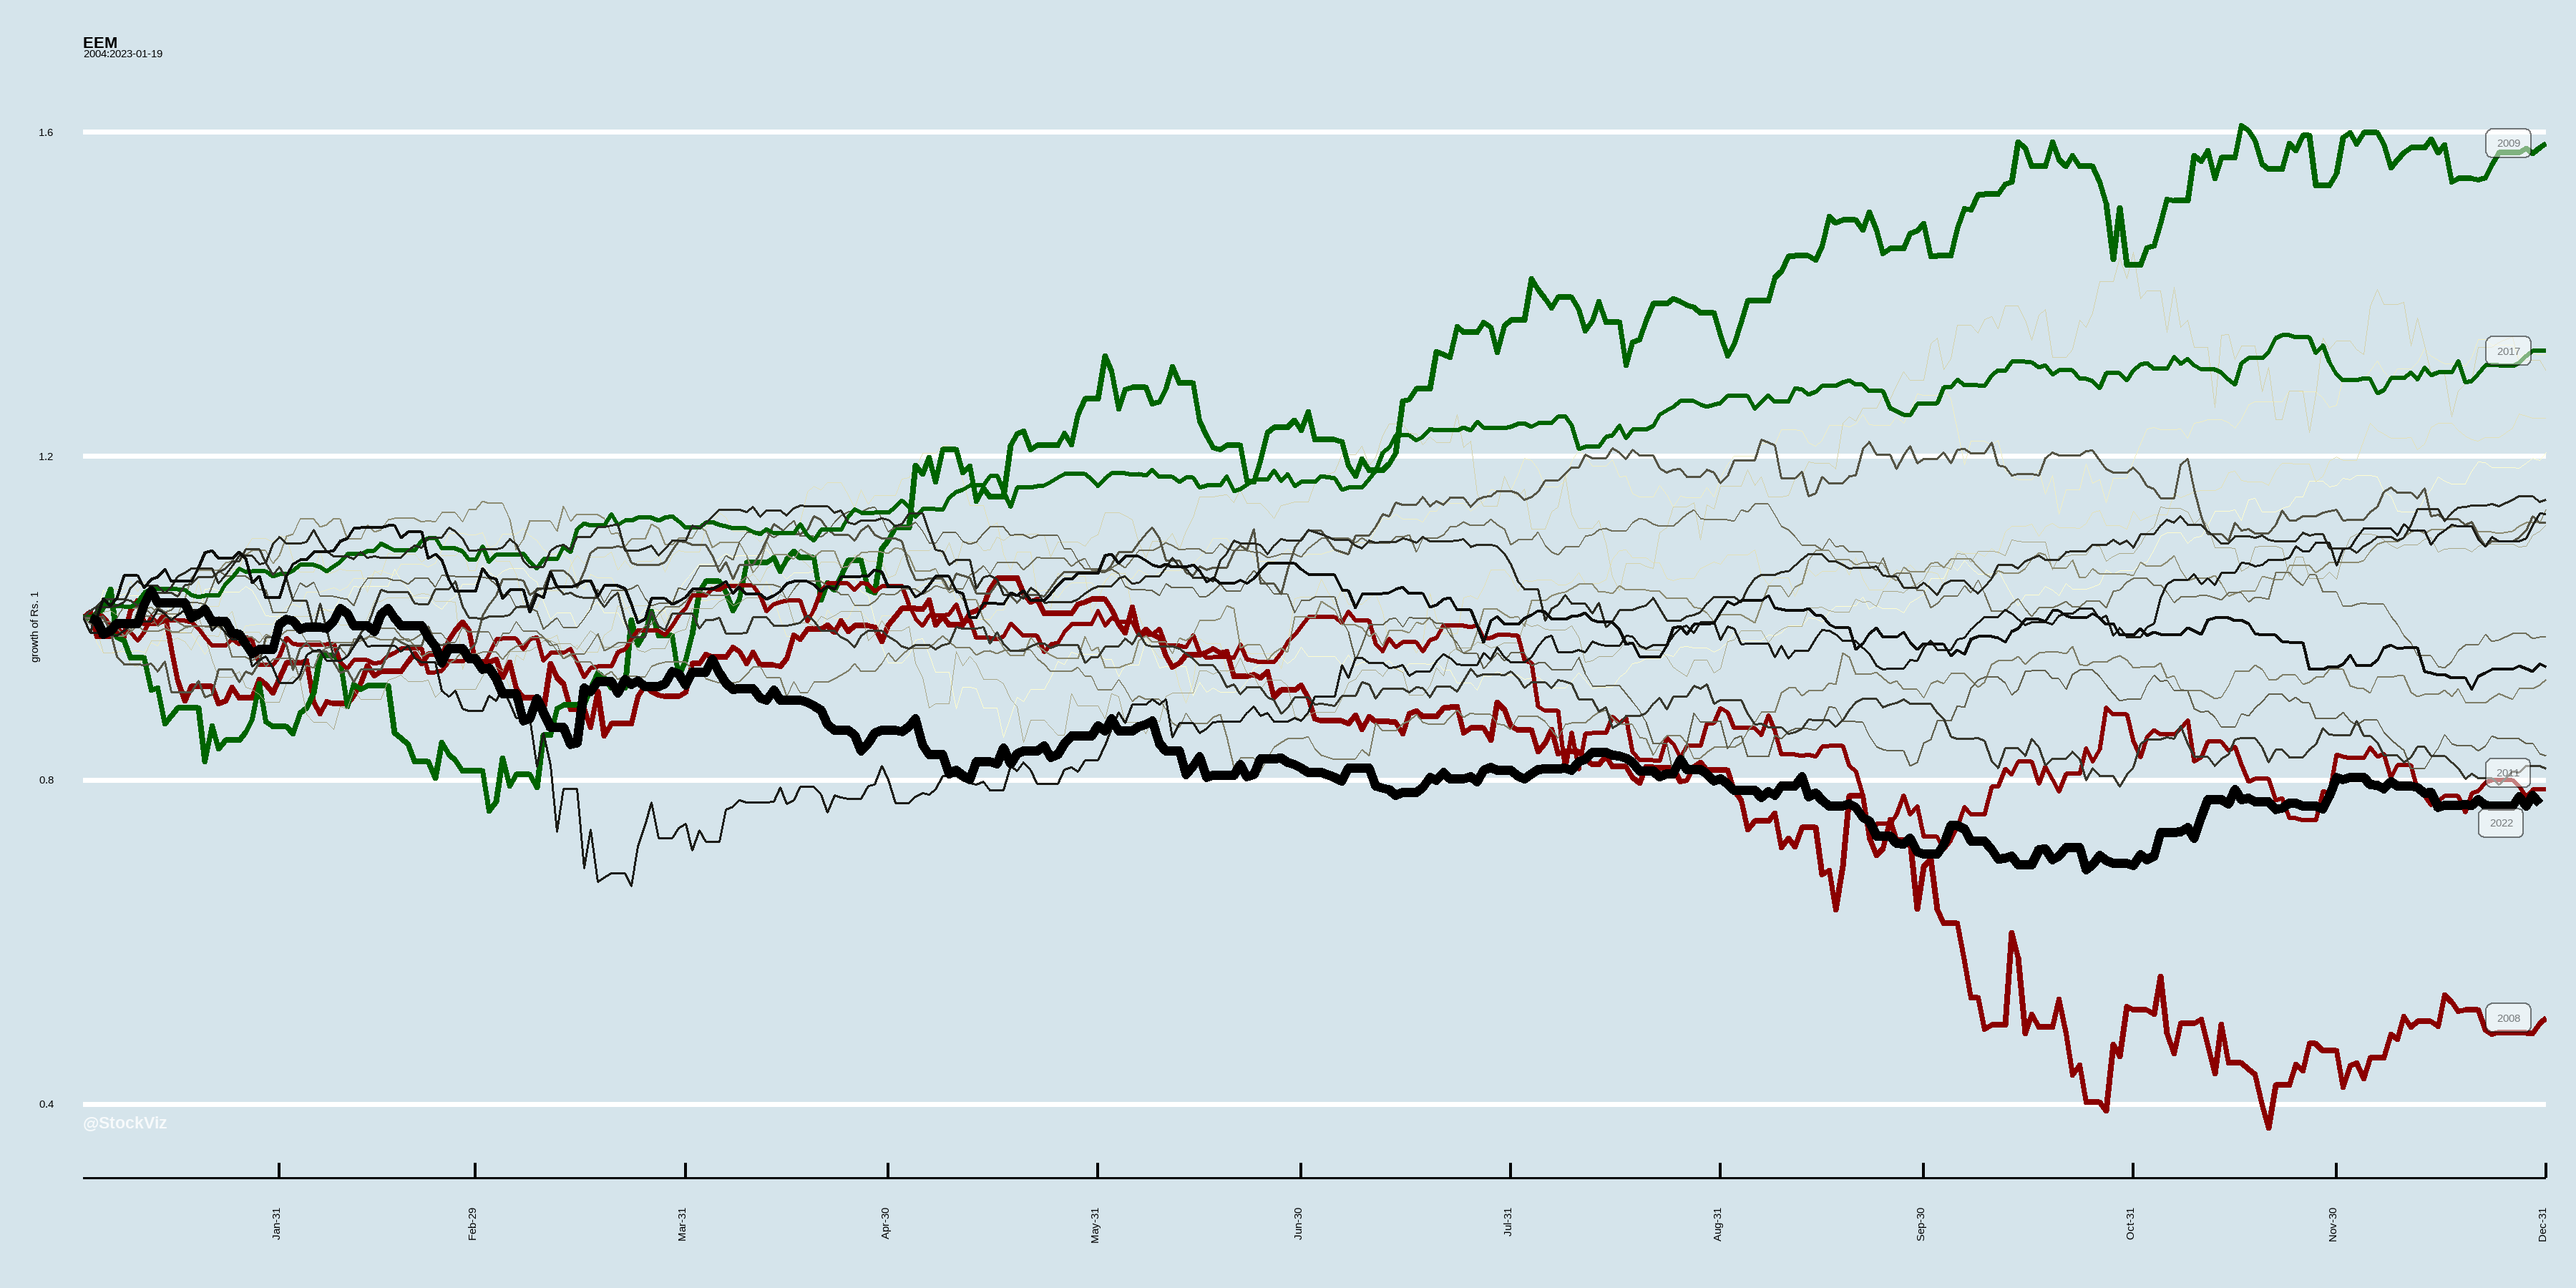 EEM
2004:2023-01-19
1.6
2009
2017
1.2
growth of Rs. 1
0.8
2011
2022
2008
0.4
@StockViz
Jan-31
Feb-29
Mar-31
Apr-30
May-31
Jun-30
Jul-31
Aug-31
Sep-30
Oct-31
Nov-30
Dec-31